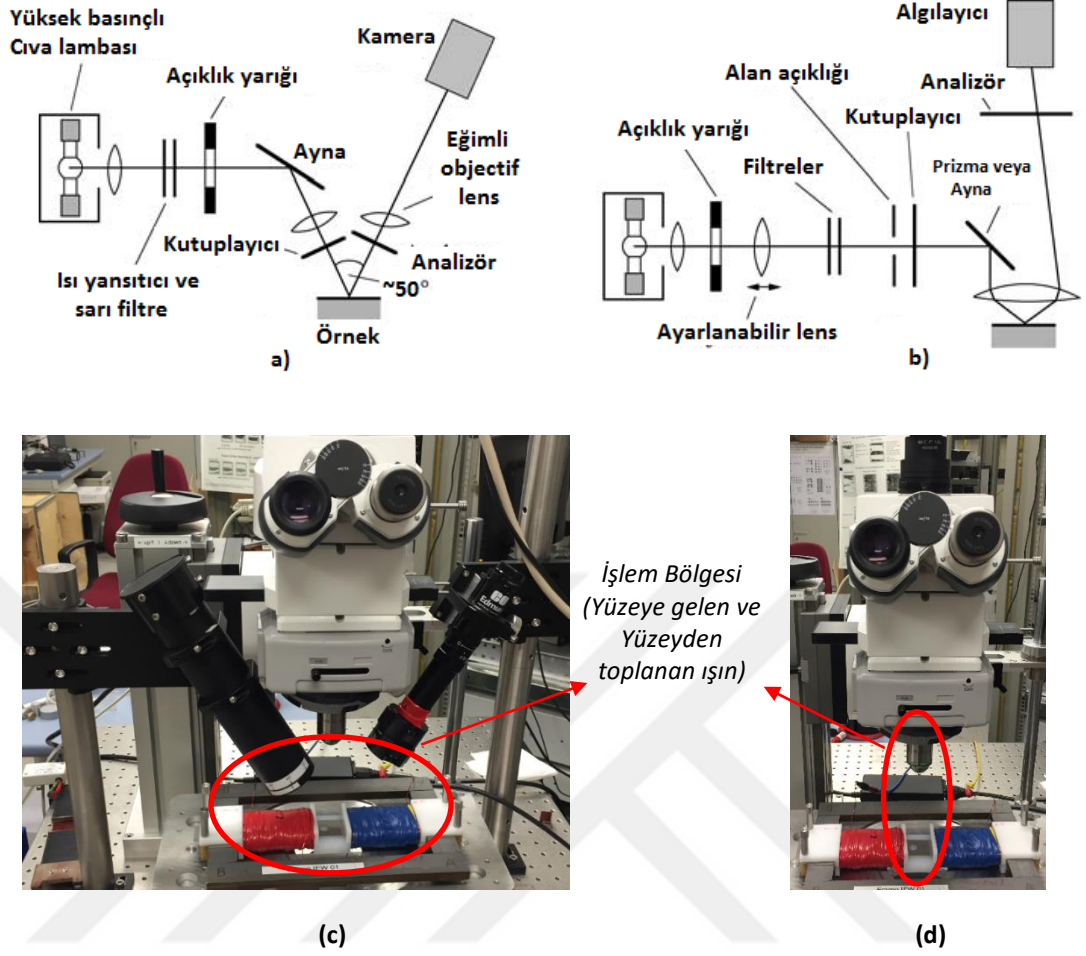 Yüksek basınçlı
Cıva lambası
Açıklık yarığı
Kamera
Ayna
Eğimli
objectif
lens
Kutuplayıcı
Analizör
~50°
Isı yansıtıcı ve
sarı filtre
Örnek
a)
Algılayıcı
Alan açıklığı
Analizör
Kutuplayıcı
Açıklık yarığı
Filtreler
Prizma veya
Ayna
Ayarlanabilir lens
b)
İşlem Bölgesi
(Yüzeye gelen ve
Yüzeyden
toplanan ışın)
(c)
(d)